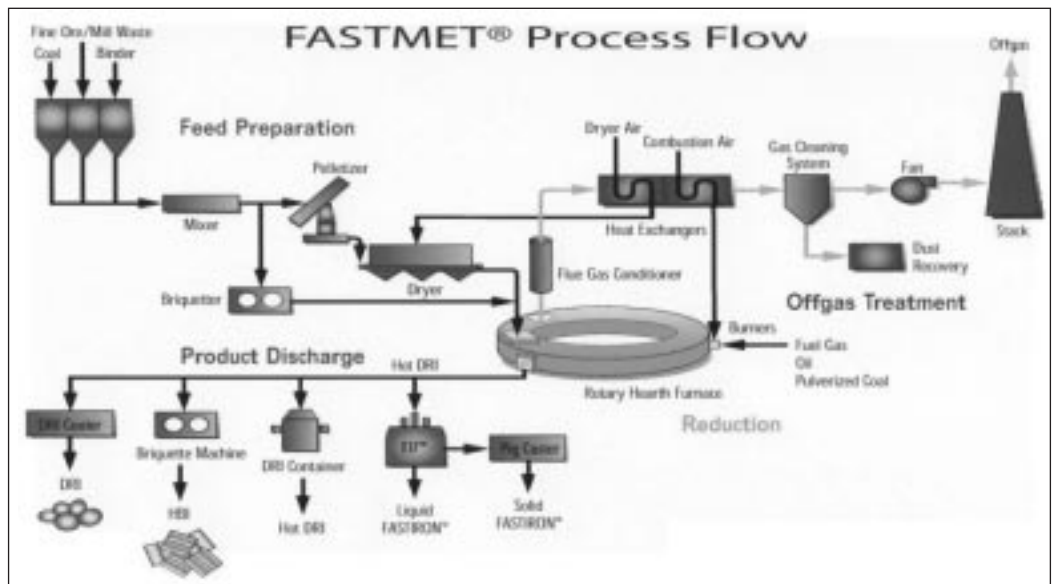 FASTMET® Process Flow
Fine Ore/Mill Waste
Coal
Binder
Feed Preparation
Pelletizer
Mixer
Briquetter
Dryer
Dryer Air
Combustion Air
Heat Exchangers
Flue Gas Conditioner
Gas Cleaning
System
Fan
Offgas
Stack
Dust
Recovery
Offgas Treatment
Burners
Fuel Gas
Oil
Pulverized Coal
Rotary Hearth Furnace
Reduction
Product Discharge
Hot DRI
DRI Cooler
DRI
Briquette Machine
HBI
DRI Container
Hot DRI
EIF™
Liquid
FASTIRON™
Pig Caster
Solid
FASTIRON™